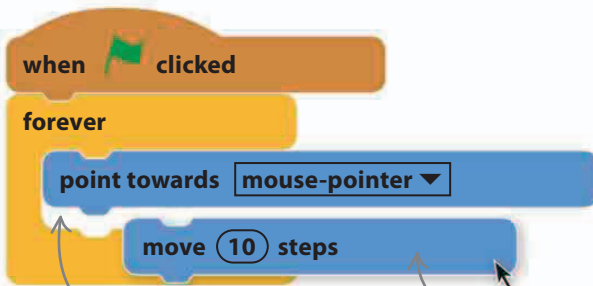 when clicked
forever
point towards mouse-pointer
move 10 steps